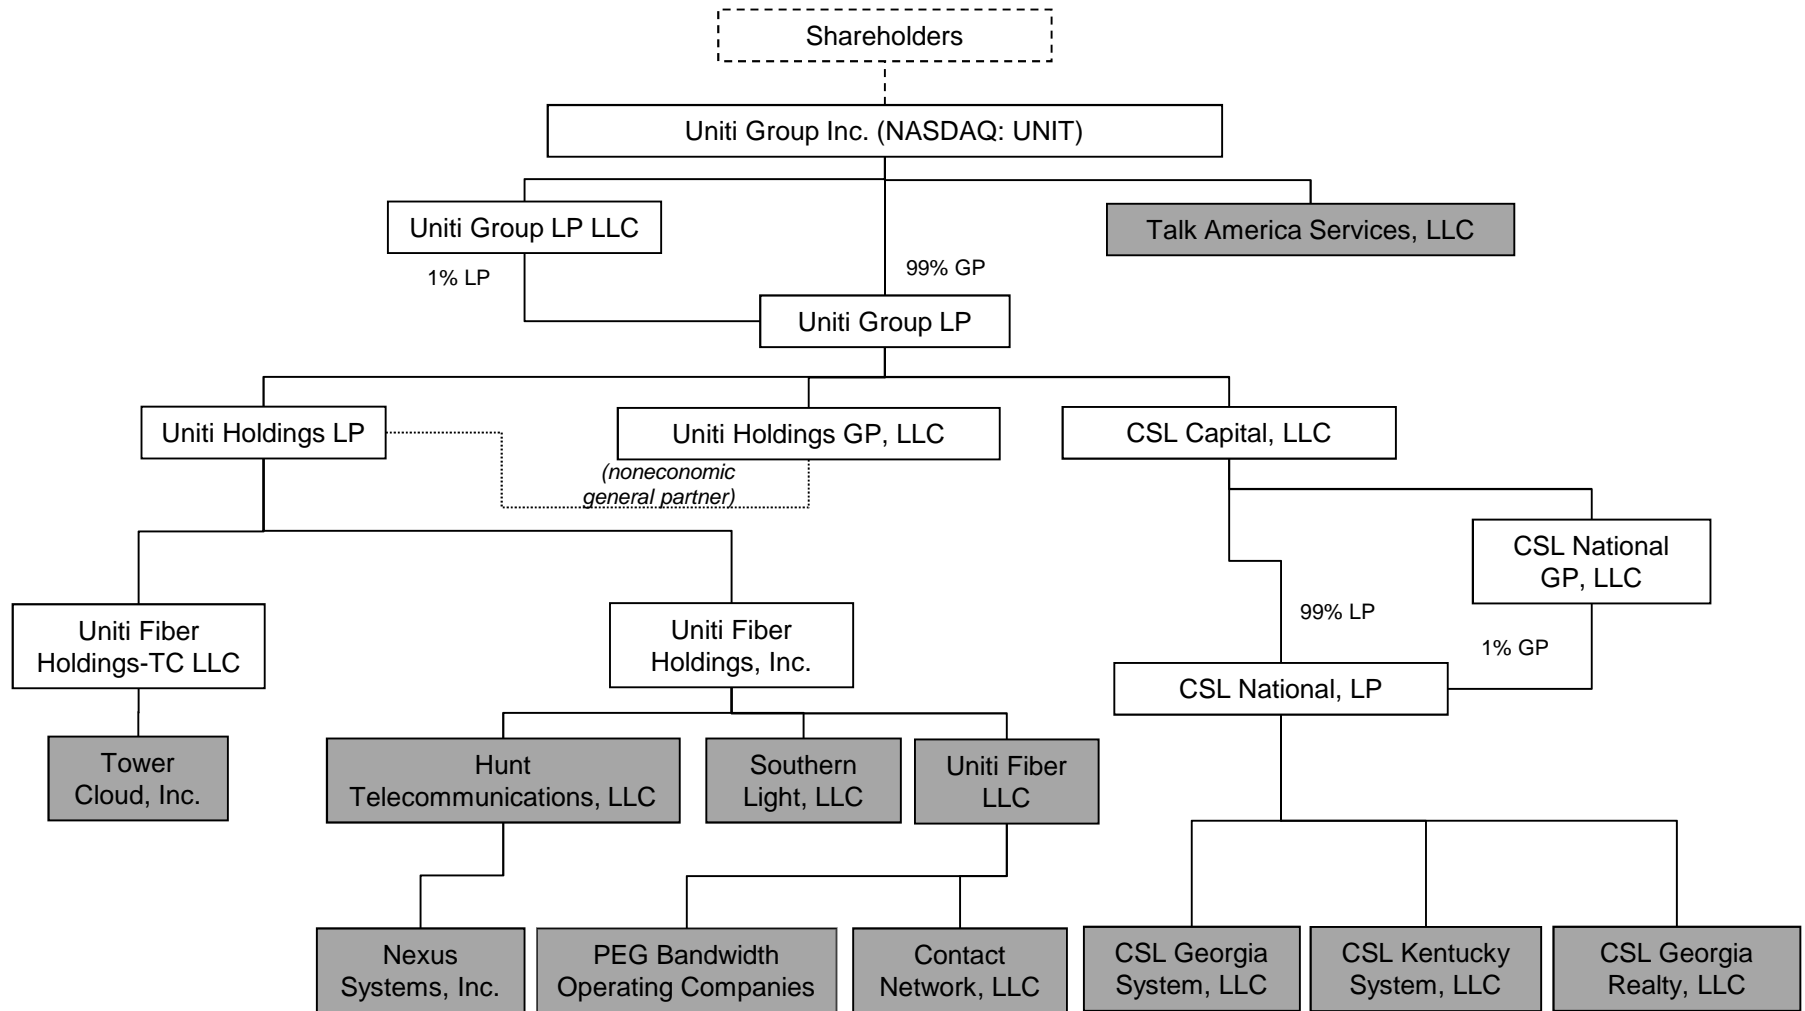 Shareholders
Uniti Group Inc. (NASDAQ: UNIT)
Uniti Group LP LLC
Talk America Services, LLC
1% LP
99% GP
Uniti Group LP
Uniti Holdings LP
Uniti Holdings GP, LLC
CSL Capital, LLC
(noneconomic
general partner)
CSL National
GP, LLC
Uniti Fiber
Holdings-TC LLC
Uniti Fiber
Holdings, Inc.
99% LP
1% GP
CSL National, LP
Tower
Cloud, Inc.
Hunt
Telecommunications, LLC
Southern
Light, LLC
Uniti Fiber
LLC
Nexus
Systems, Inc.
PEG Bandwidth
Operating Companies
Contact
Network, LLC
CSL Georgia
System, LLC
CSL Kentucky
System, LLC
CSL Georgia
Realty, LLC